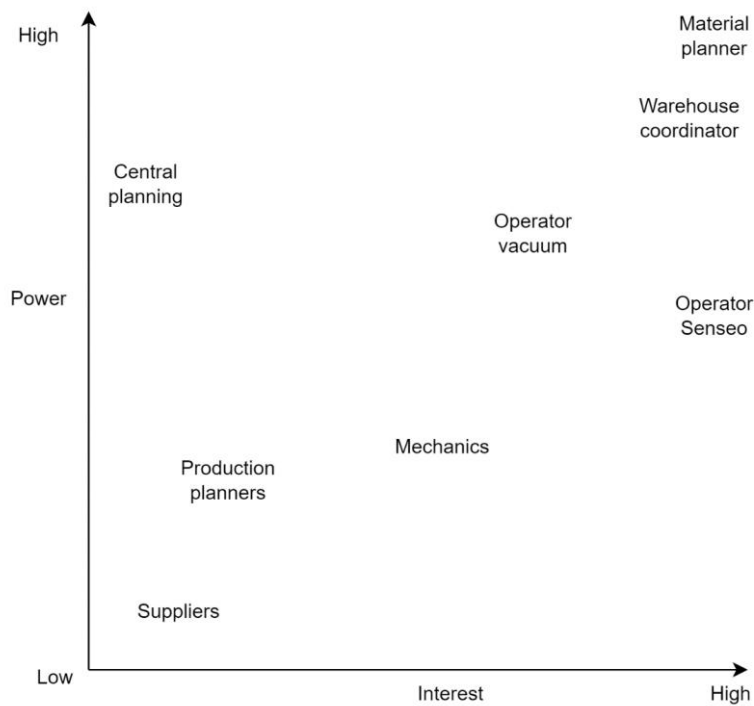 Material
High
planner
Warehouse
coordinator
Central
planning
Operator
vacuum
Power
Operator
Senseo
Mechanics
Production
planners
Suppliers
Low
Interest
High